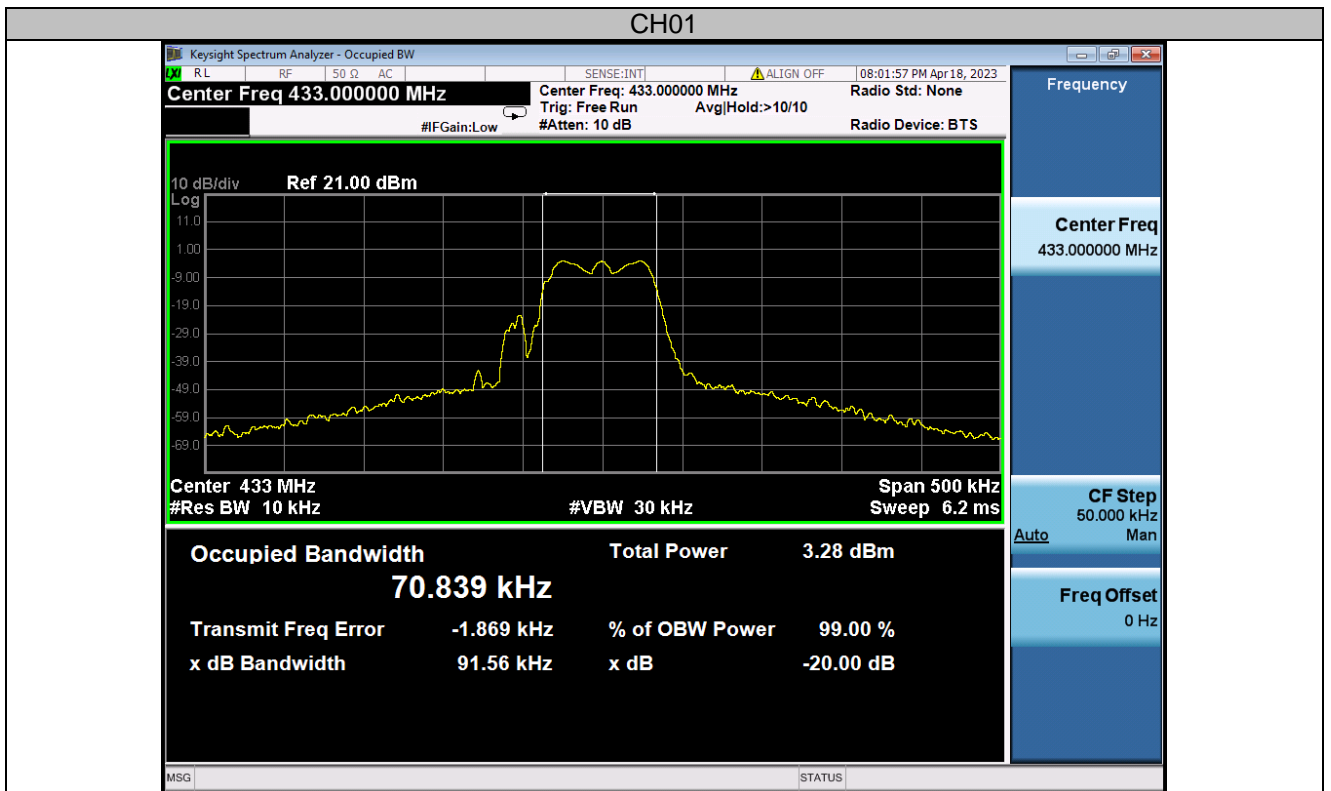 CH01
Keysight Spectrum Analyzer - Occupied BW
LXI RL RF 50 Ω AC SENSE:INT ALIGN OFF 08:01:57 PM Apr 18, 2023
Center Freq 433.000000 MHz Center Freq: 433.000000 MHz Radio Std: None
Trig: Free Run Avg|Hold:>10/10
#IFGain:Low #Atten: 10 dB Radio Device: BTS
10 dB/div Ref 21.00 dBm
Log
11.0
1.00
-9.00
-19.0
-29.0
-39.0
-49.0
-59.0
-69.0
Center 433 MHz Span 500 kHz
#Res BW 10 kHz #VBW 30 kHz Sweep 6.2 ms
Occupied Bandwidth Total Power 3.28 dBm
70.839 kHz
Transmit Freq Error -1.869 kHz % of OBW Power 99.00 %
x dB Bandwidth 91.56 kHz x dB -20.00 dB
MSG STATUS
Frequency
Center Freq
433.000000 MHz
CF Step
50.000 kHz
Auto Man
Freq Offset
0 Hz